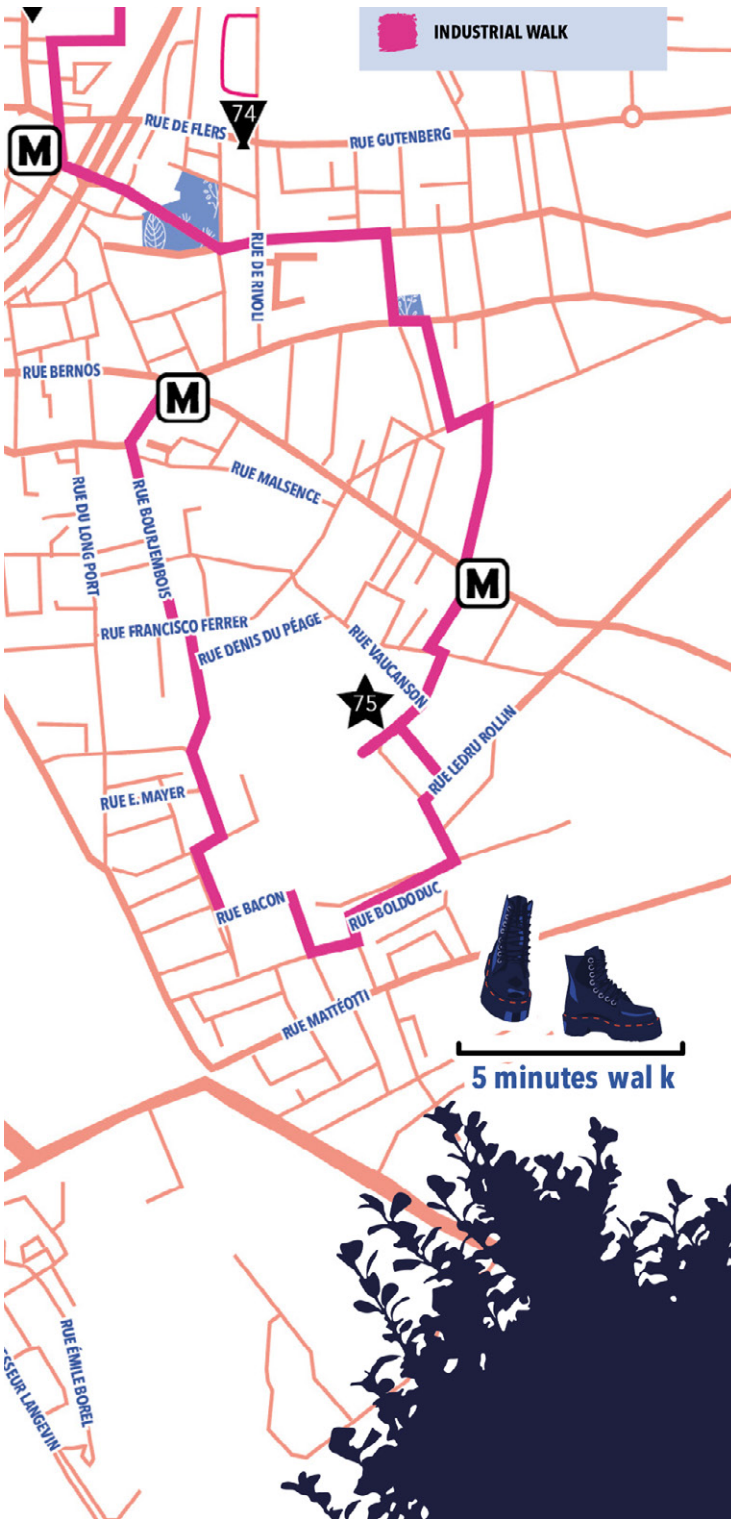 INDUSTRIAL WALK
74
RUE DE FLERS
RUE GUTENBERG
M
RUE DE RIVOLI
RUE BERNOS
M
RUE MALSENCE
RUE DU LONG PORT
RUE BOURJEMBOIS
M
RUE FRANCISCO FERRER
RUE DENIS DU PÉAGE
RUE VAUCANSON
75
RUE LEDRU ROLLIN
RUE E. MAYER
RUE BACON
RUE BOLDODUC
RUE MATTÉOTTI
5 minutes wal k
RUE ÉMILE BOREL
SSEUR LANGEVIN